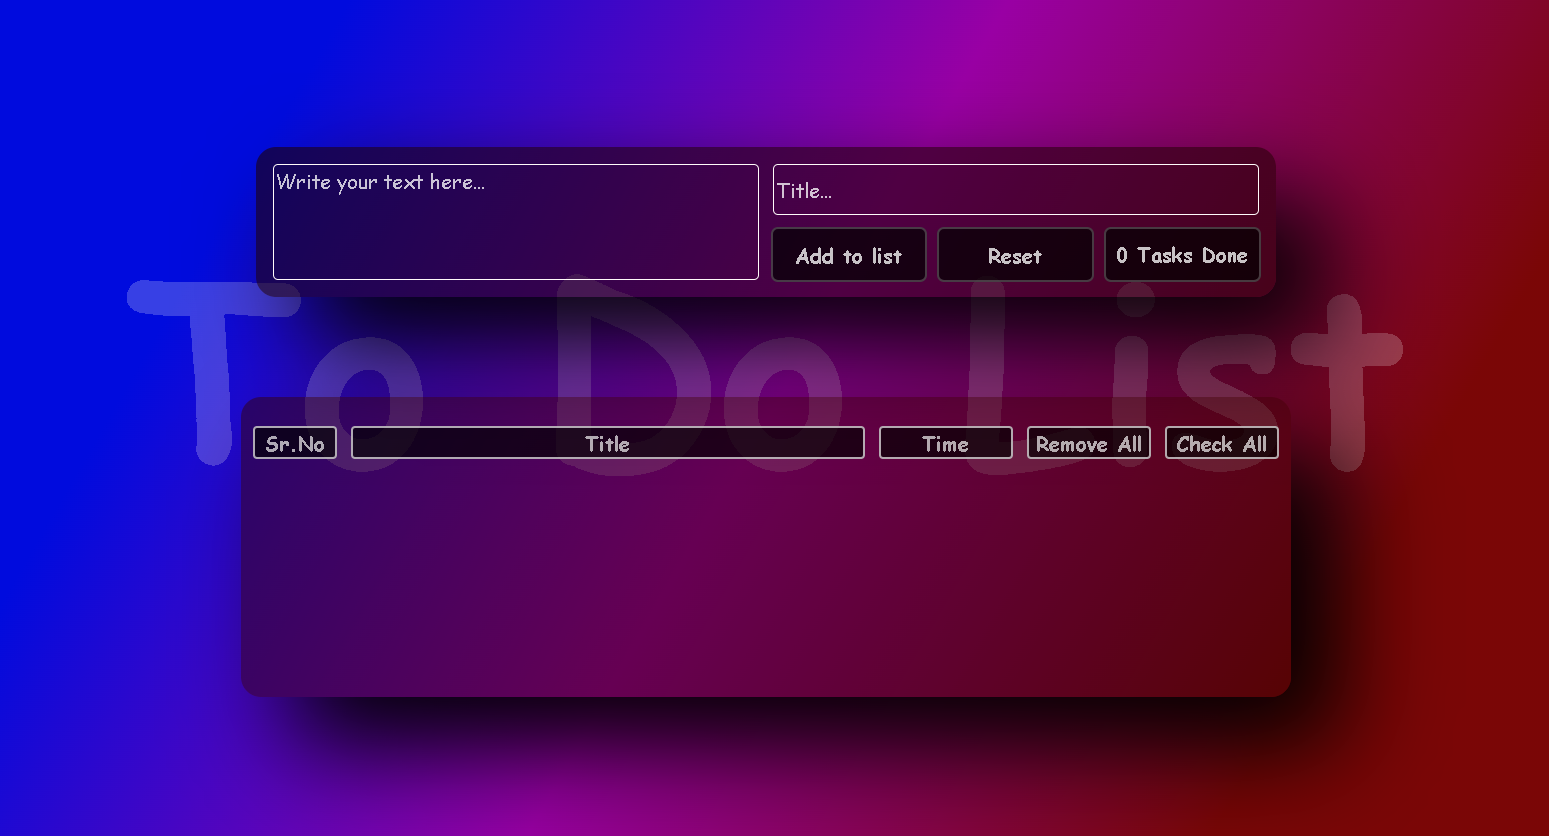 Write your text here...
Title...
Add to list
Reset
0 Tasks Done
To Do List
Sr.No
Title
Time
Remove All
Check All